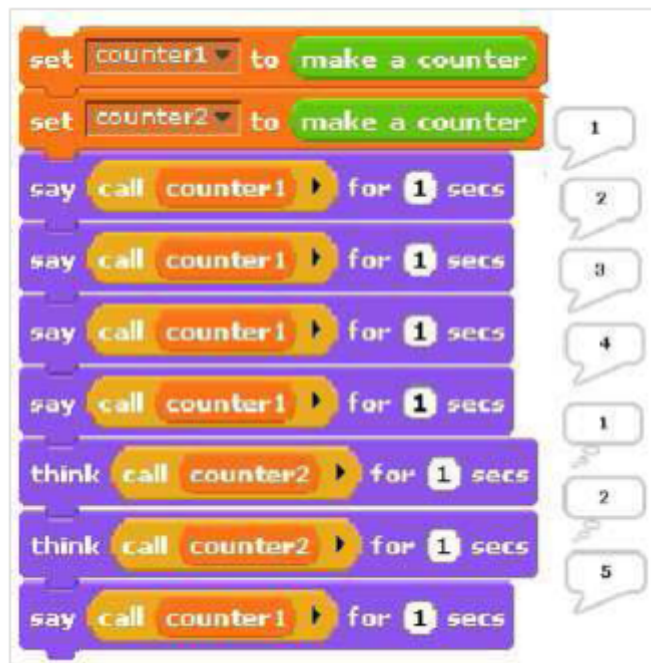 set counter1 to make a counter
set counter2 to make a counter
1
say call counter1 for 1 secs
2
say call counter1 for 1 secs
3
say call counter1 for 1 secs
4
say call counter1 for 1 secs
1
think call counter2 for 1 secs
2
think call counter2 for 1 secs
5
say call counter1 for 1 secs